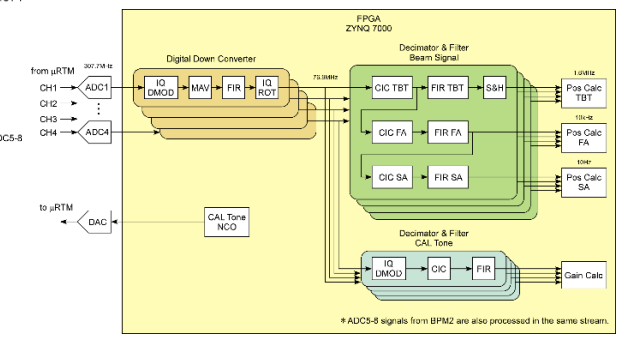 FPGA
ZYNQ 7000
Digital Down Converter
Decimator & Filter
Beam Signal
from μRTM
307.7MHz
76.9MHz
1.6MHz
CH1
ADC1
IQ
DMOD
MAV
FIR
IQ
ROT
CIC TBT
FIR TBT
S&H
Pos Calc
TBT
CH2
CH3
CH4
ADC4
ADC5-8
10kHz
CIC FA
FIR FA
Pos Calc
FA
10Hz
CIC SA
FIR SA
Pos Calc
SA
to μRTM
DAC
CAL Tone
NCO
Decimator & Filter
CAL Tone
IQ
DMOD
CIC
FIR
Gain Calc
* ADC5-8 signals from BPM2 are also processed in the same stream.